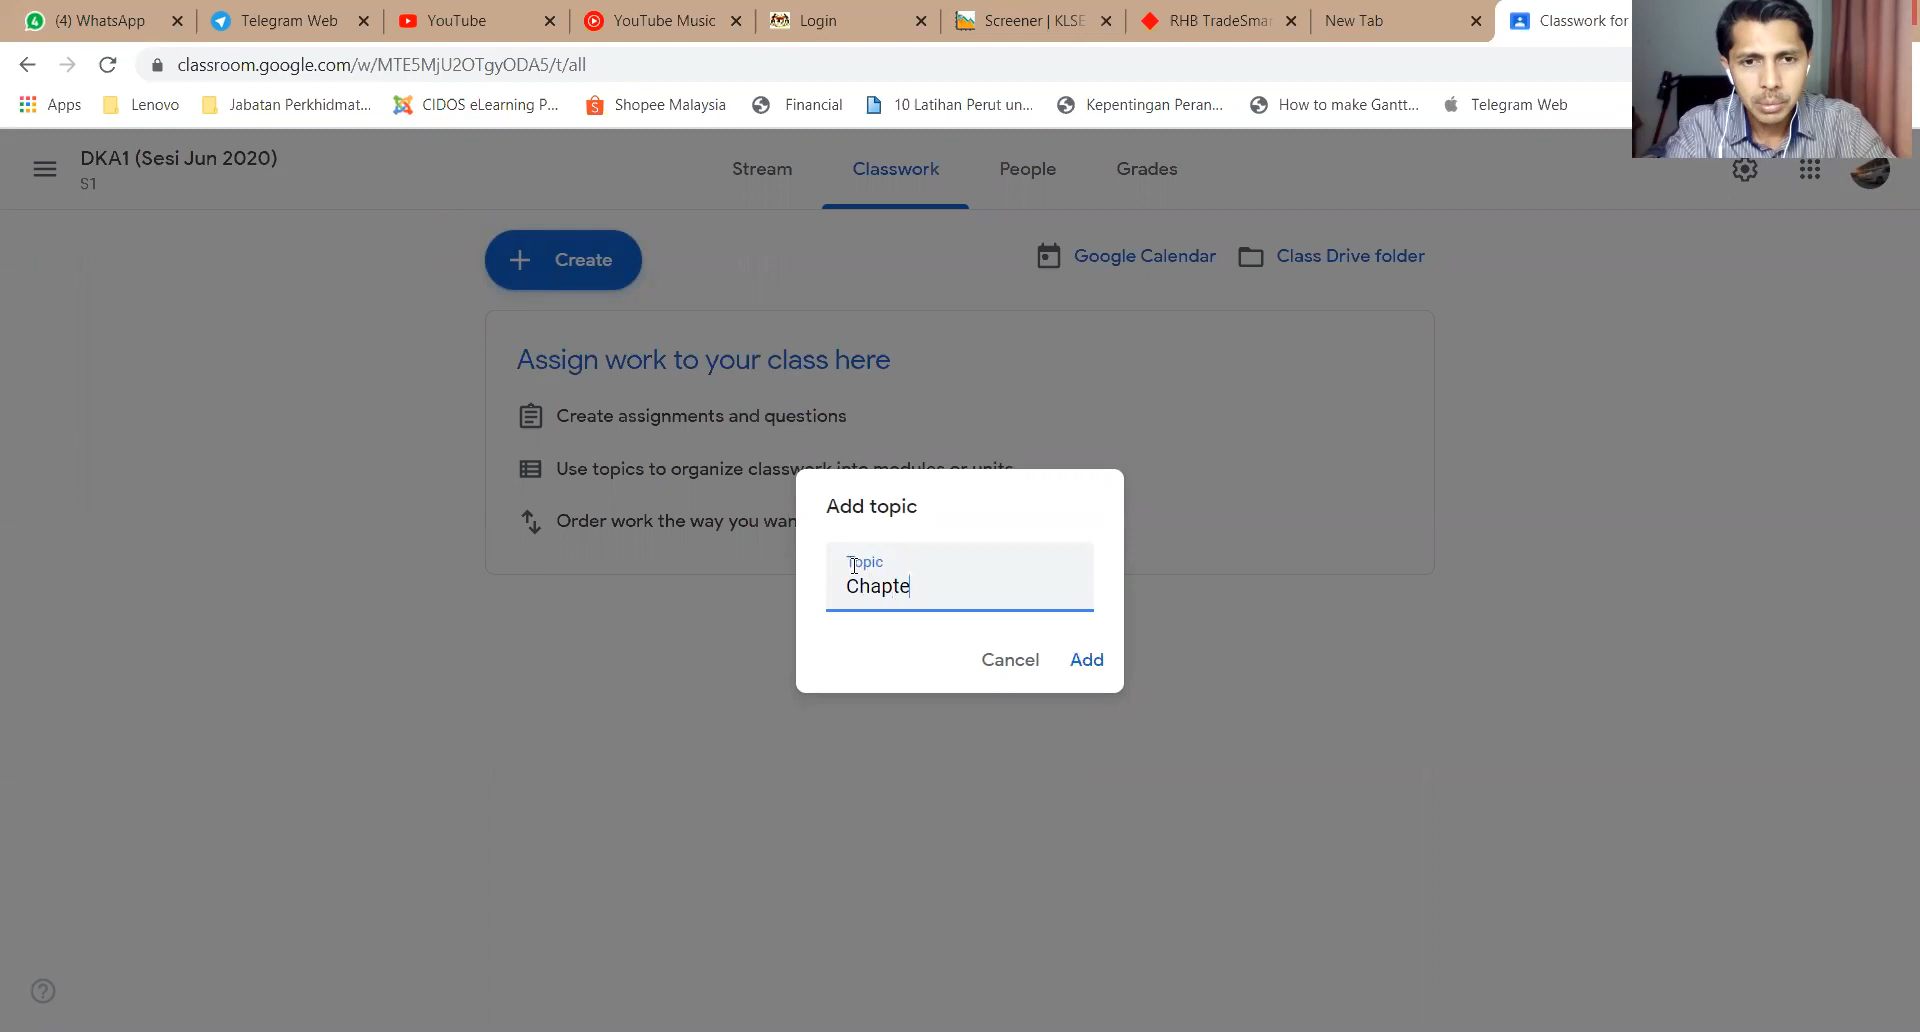 (4) WhatsApp
Telegram Web
YouTube
YouTube Music
Login
Screener | KLSE
RHB TradeSmar
New Tab
Classwork for
classroom.google.com/w/MTE5MjU2OTgyODA5/t/all
Apps
Lenovo
Jabatan Perkhidmat...
CIDOS eLearning P...
Shopee Malaysia
Financial
10 Latihan Perut un...
Kepentingan Peran...
How to make Gantt...
Telegram Web
DKA1 (Sesi Jun 2020)
S1
Stream
Classwork
People
Grades
Create
Google Calendar
Class Drive folder
Assign work to your class here
Create assignments and questions
Use topics to organize classwork into modules or units
Order work the way you wan
Add topic
Topic
Chapte
Cancel
Add